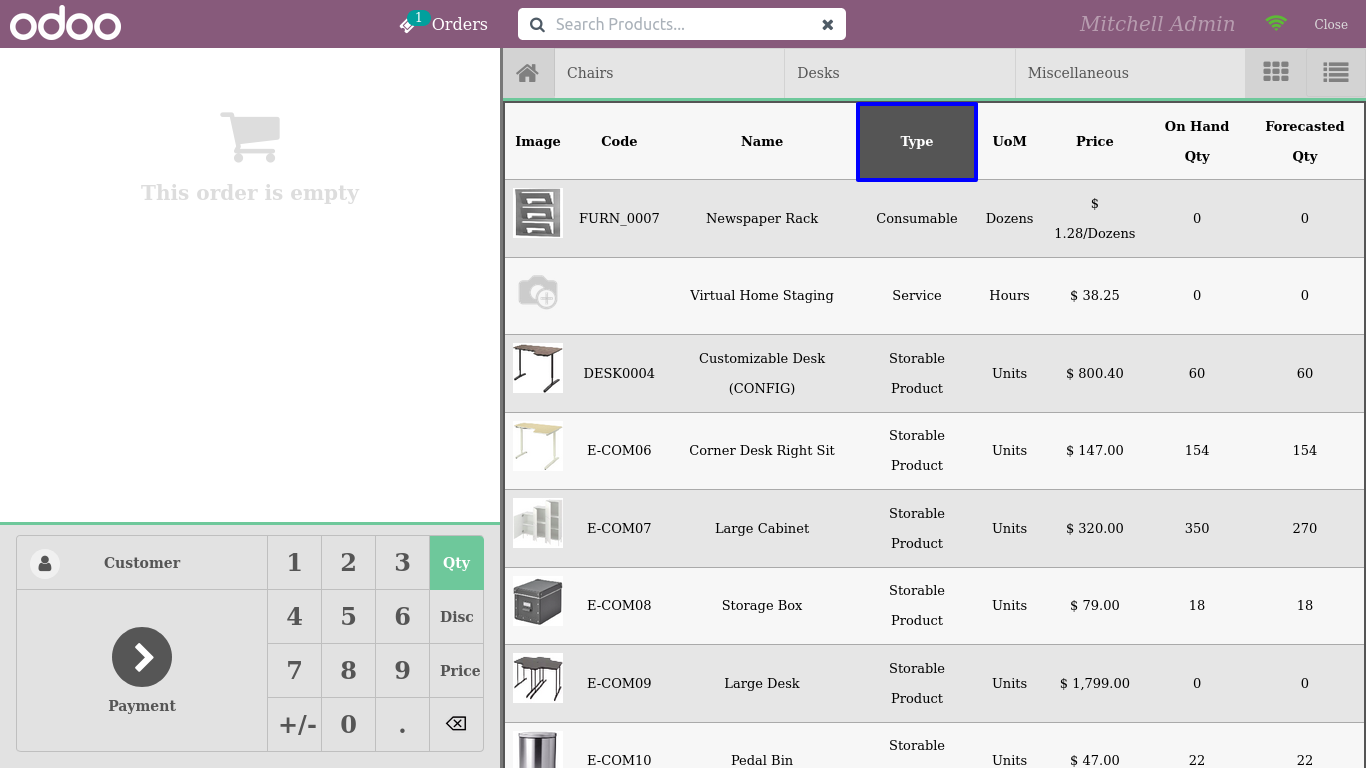 odoo
1
Orders
Search Products...
Mitchell Admin
Close
This order is empty
Customer
Payment
1 2 3 Qty
4 5 6 Disc
7 8 9 Price
+/- 0 .
Chairs Desks Miscellaneous
Image Code Name Type UoM Price On Hand Qty Forecasted Qty
FURN_0007 Newspaper Rack Consumable Dozens $ 1.28/Dozens 0 0
Virtual Home Staging Service Hours $ 38.25 0 0
DESK0004 Customizable Desk (CONFIG) Storable Product Units $ 800.40 60 60
E-COM06 Corner Desk Right Sit Storable Product Units $ 147.00 154 154
E-COM07 Large Cabinet Storable Product Units $ 320.00 350 270
E-COM08 Storage Box Storable Product Units $ 79.00 18 18
E-COM09 Large Desk Storable Product Units $ 1,799.00 0 0
E-COM10 Pedal Bin Storable Units $ 47.00 22 22